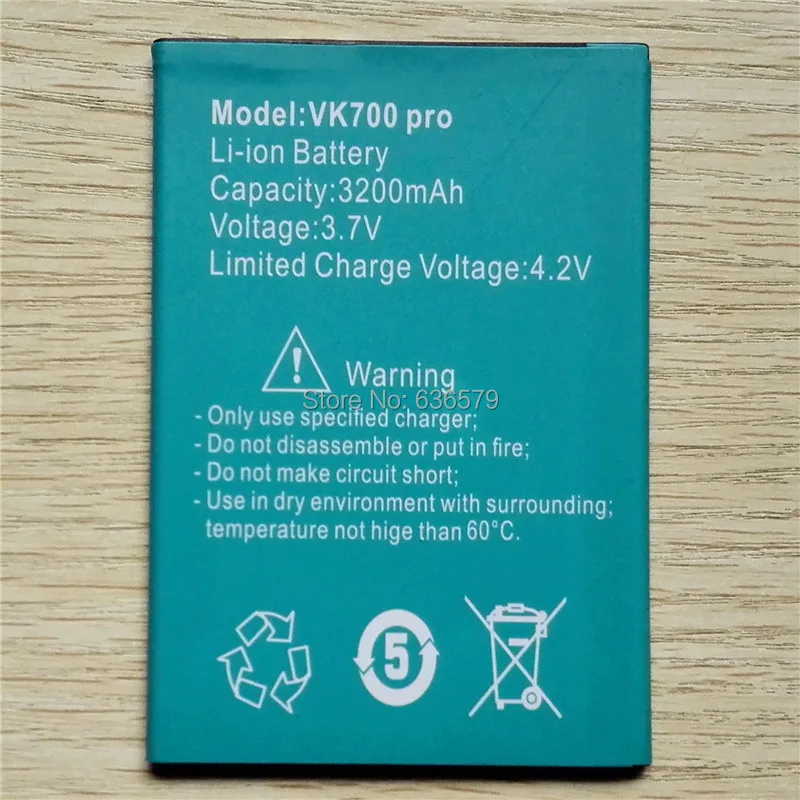 Model:VK700 pro
Li-ion Battery
Capacity:3200mAh
Voltage:3.7V
Limited Charge Voltage:4.2V
Warning
Store No: 636579
- Only use specified charger;
- Do not disassemble or put in fire;
- Do not make circuit short;
- Use in dry environment with surrounding;
temperature not hige than 60°C.
5